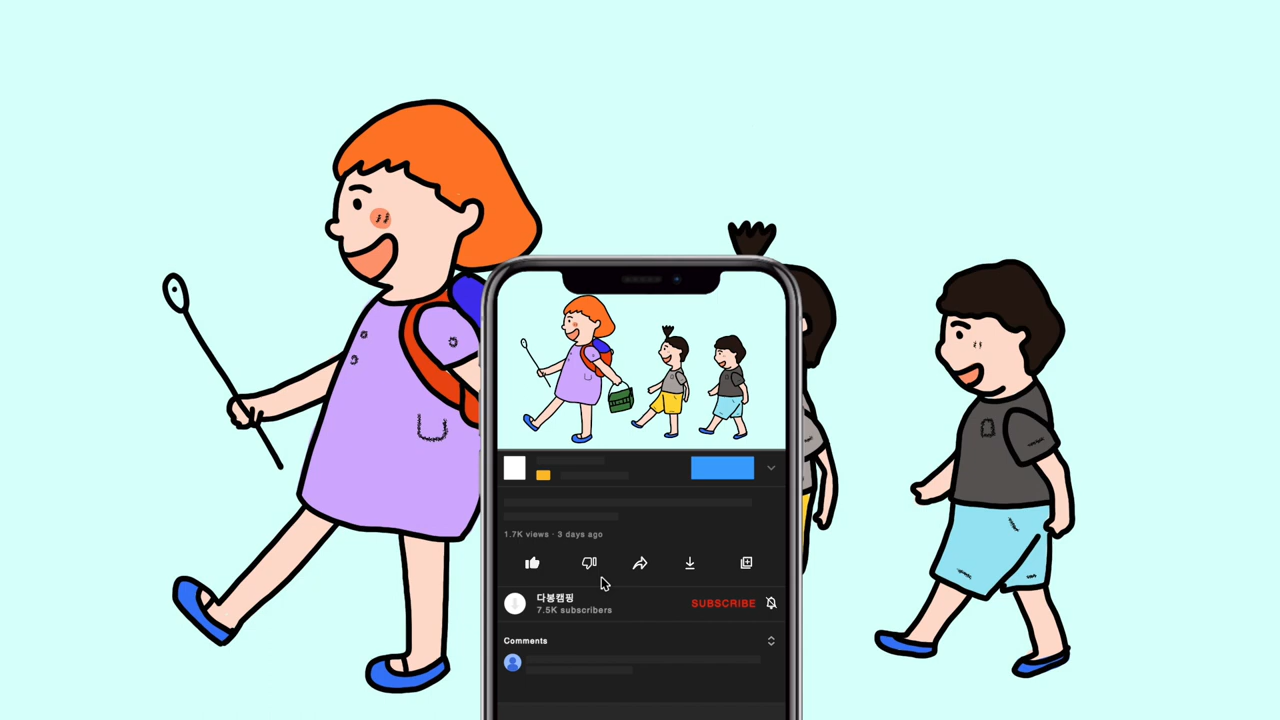 1.7K views · 3 days ago
다봉캠핑
7.5K subscribers
SUBSCRIBE
Comments